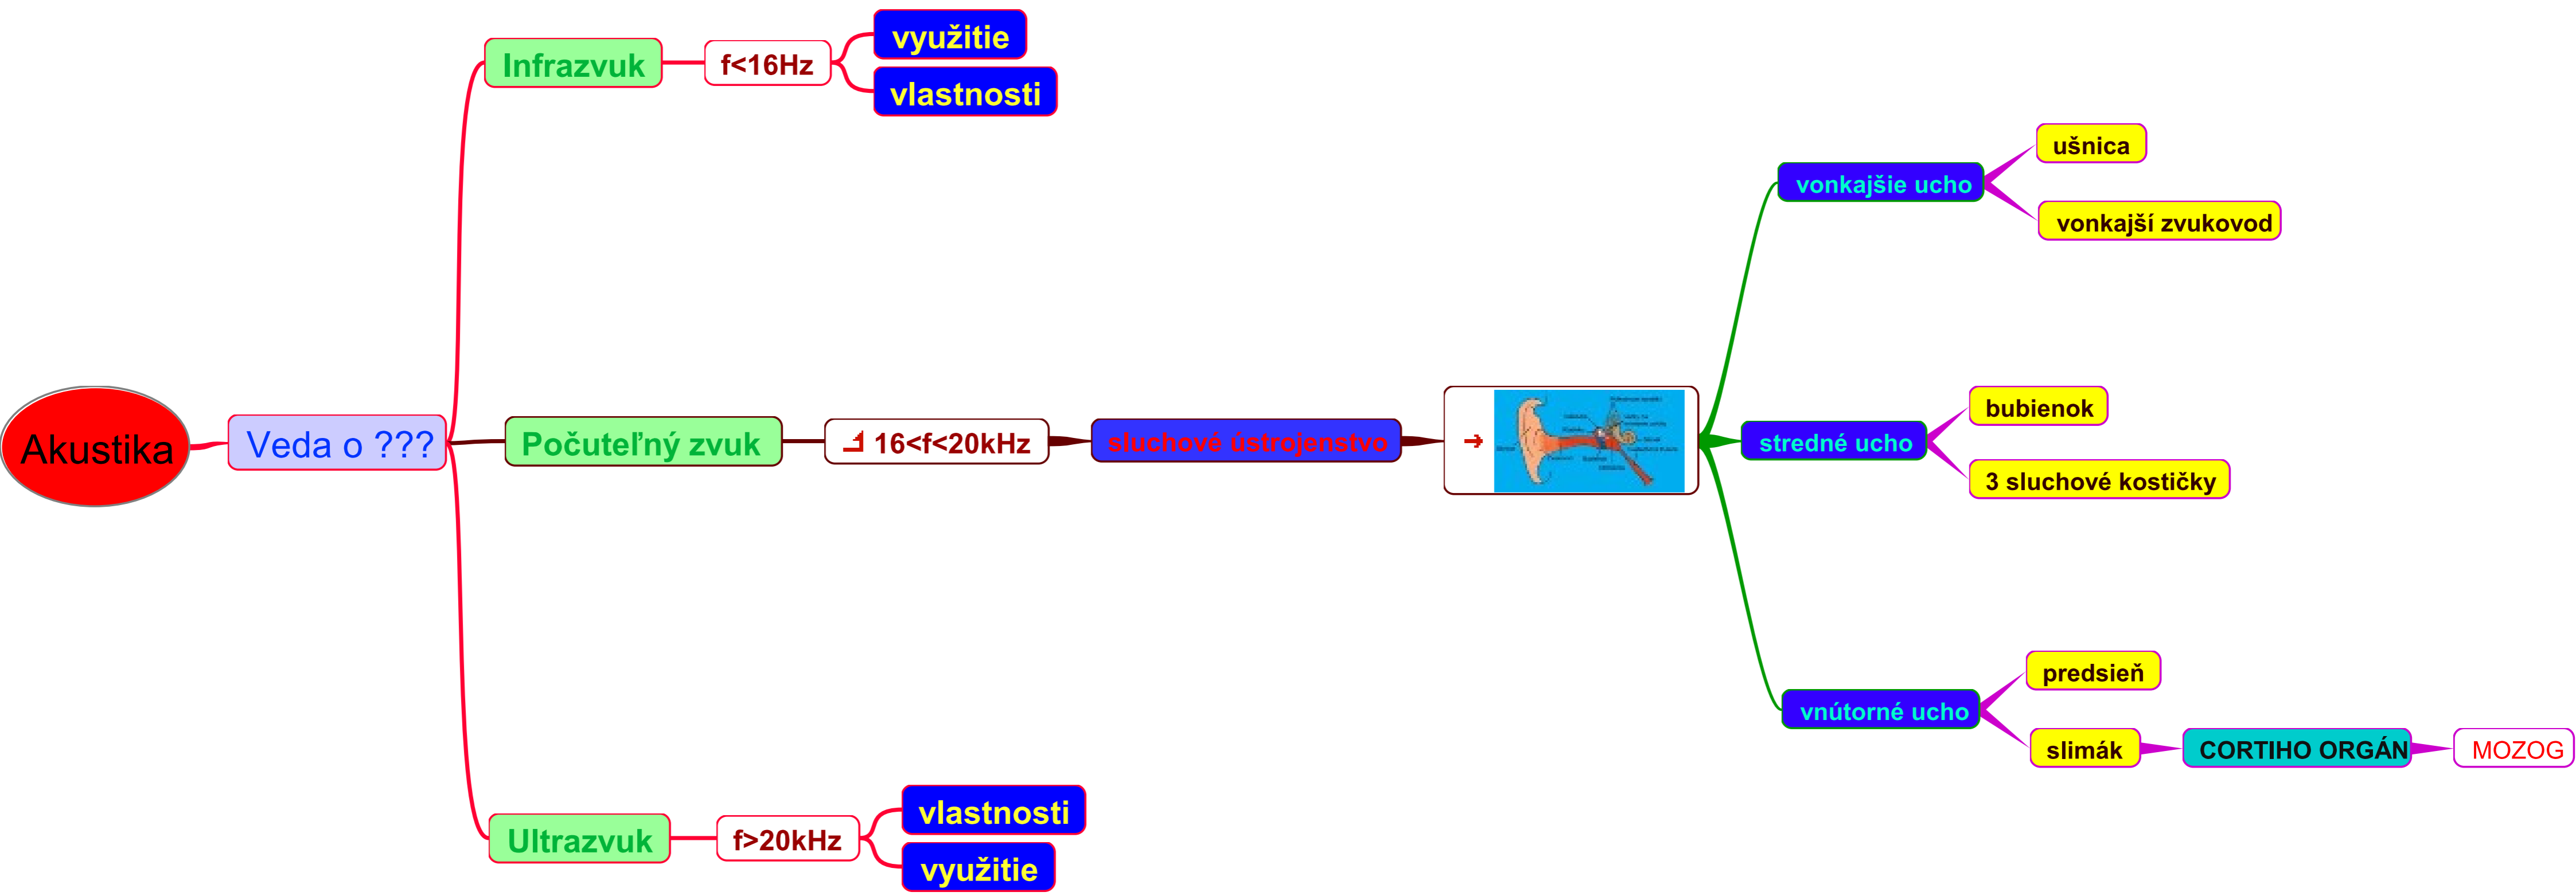 Akustika
Veda o ???
Infrazvuk
f<16Hz
využitie
vlastnosti
Počuteľný zvuk
16<f<20kHz
sluchové ústrojenstvo
vonkajšie ucho
ušnica
vonkajší zvukovod
stredné ucho
bubienok
3 sluchové kostičky
vnútorné ucho
predsieň
slimák
CORTIHO ORGÁN
MOZOG
Ultrazvuk
f>20kHz
vlastnosti
využitie